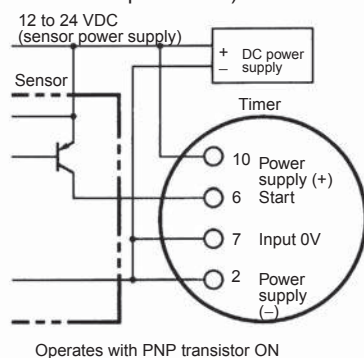 12 to 24 VDC
(sensor power supply)
+ DC power
– supply
Sensor
Timer
10 Power
supply (+)
6 Start
7 Input 0V
2 Power
supply
(–)
Operates with PNP transistor ON